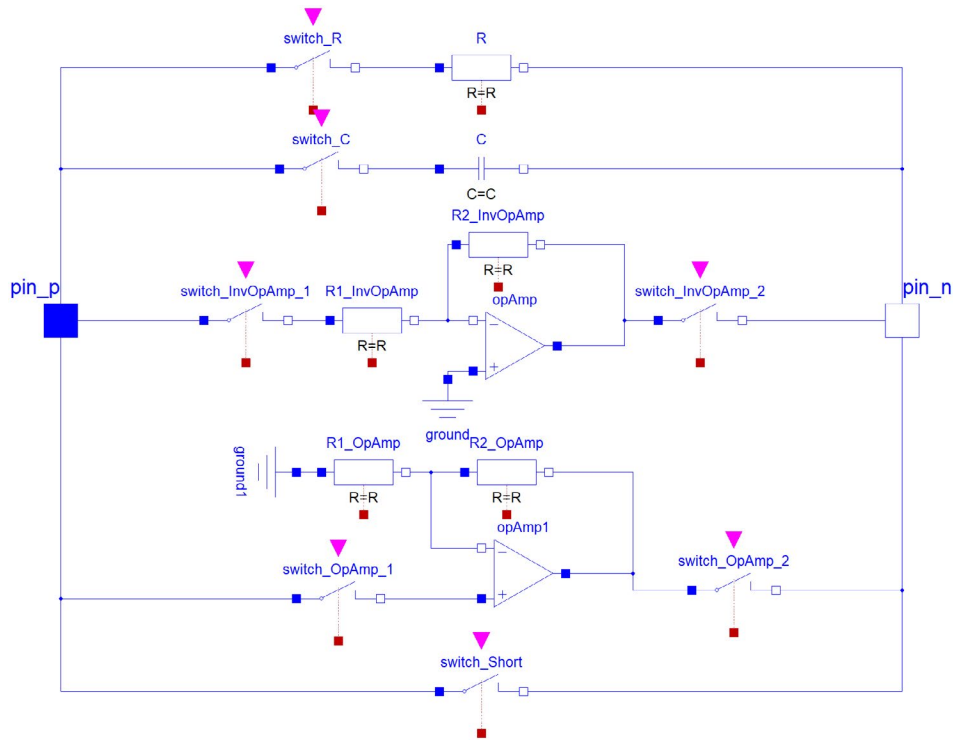 switch_R
R
R=R
switch_C
C
C=C
R2_InvOpAmp
R=R
pin_p
switch_InvOpAmp_1
R1_InvOpAmp
opAmp
switch_InvOpAmp_2
pin_n
−
R=R
+
ground
R1_OpAmp
R2_OpAmp
ground1
R=R
R=R
opAmp1
−
switch_OpAmp_1
switch_OpAmp_2
+
switch_Short